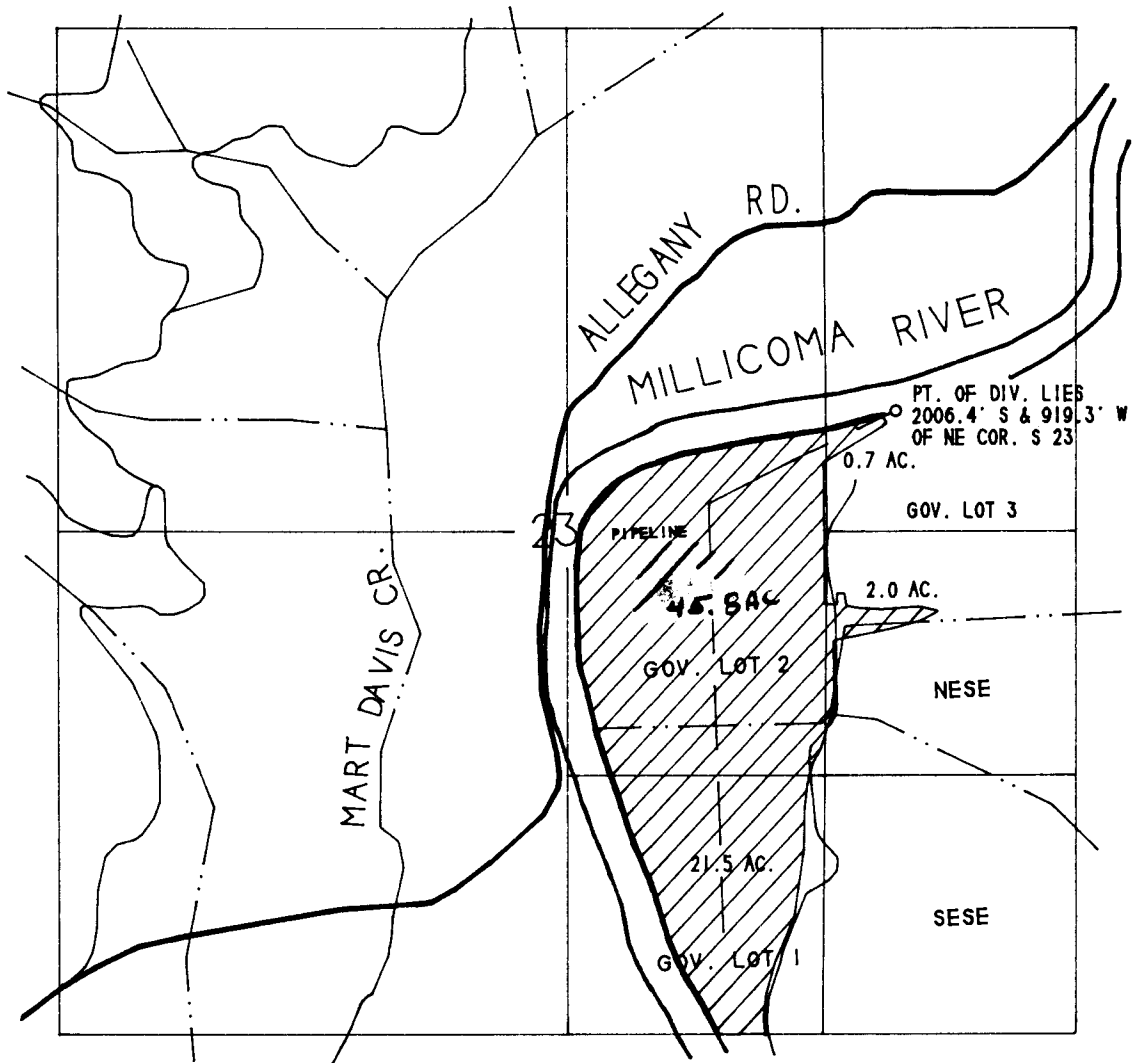 ALLEGANY RD.
MILLICOMA RIVER
PT. OF DIV. LIES
2006.4' S & 919.3' W
OF NE COR. S 23
0.7 AC.
GOV. LOT 3
23
PIPELINE
45.8AC
2.0 AC.
GOV. LOT 2
NESE
MART DAVIS CR.
21.5 AC.
SESE
GOV. LOT 1